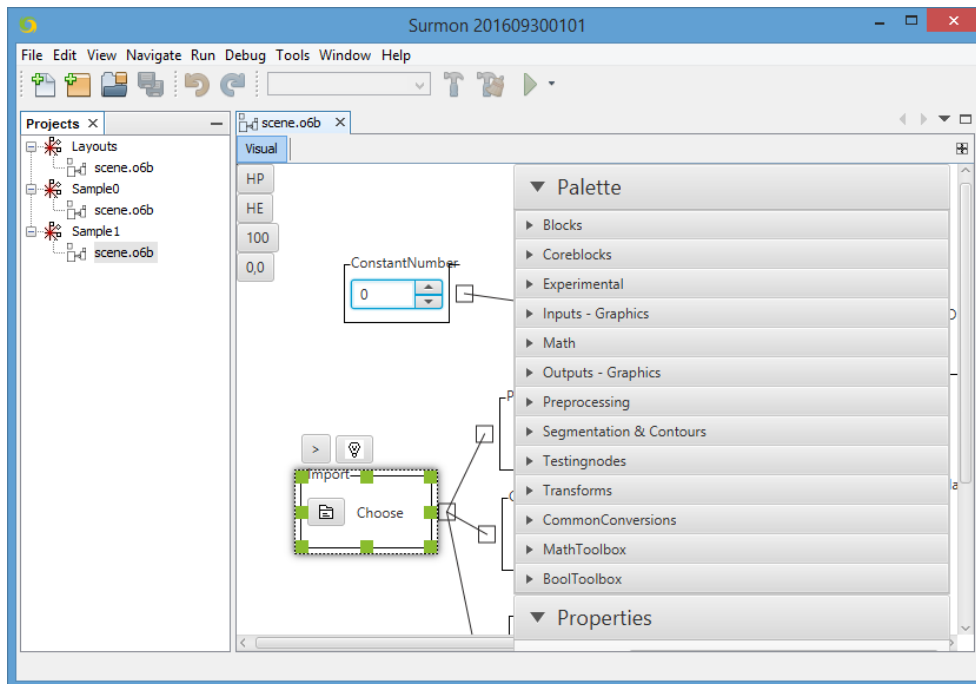 Surmon 201609300101
File Edit View Navigate Run Debug Tools Window Help
Projects
Layouts
scene.o6b
Sample0
scene.o6b
Sample1
scene.o6b
scene.o6b
Visual
HP
HE
100
0,0
ConstantNumber
0
>
Import
Choose
Palette
Blocks
Coreblocks
Experimental
Inputs - Graphics
Math
Outputs - Graphics
Preprocessing
Segmentation & Contours
Testingnodes
Transforms
CommonConversions
MathToolbox
BoolToolbox
Properties